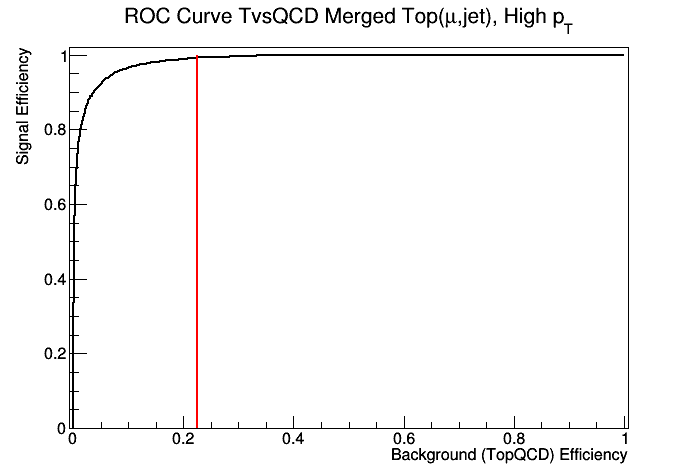 ROC Curve TvsQCD Merged Top(μ,jet), High pT
Signal Efficiency
1
0.8
0.6
0.4
0.2
0
0 0.2 0.4 0.6 0.8 1
Background (TopQCD) Efficiency